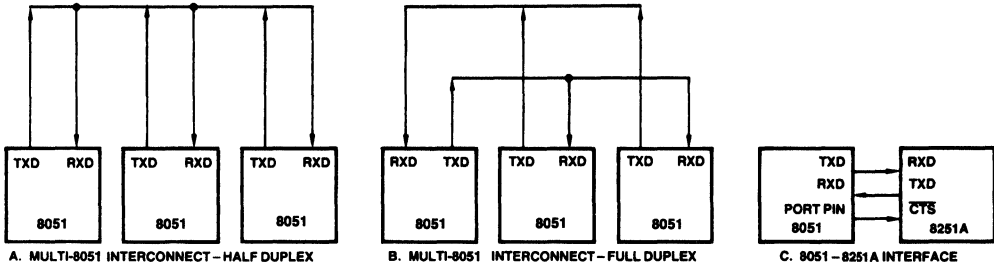 TXD RXD
8051
TXD RXD
8051
TXD RXD
8051
A. MULTI-8051 INTERCONNECT–HALF DUPLEX
RXD TXD
8051
TXD RXD
8051
TXD RXD
8051
B. MULTI-8051 INTERCONNECT–FULL DUPLEX
TXD
RXD
PORT PIN
8051
RXD
TXD
CTS
8251A
C. 8051–8251A INTERFACE